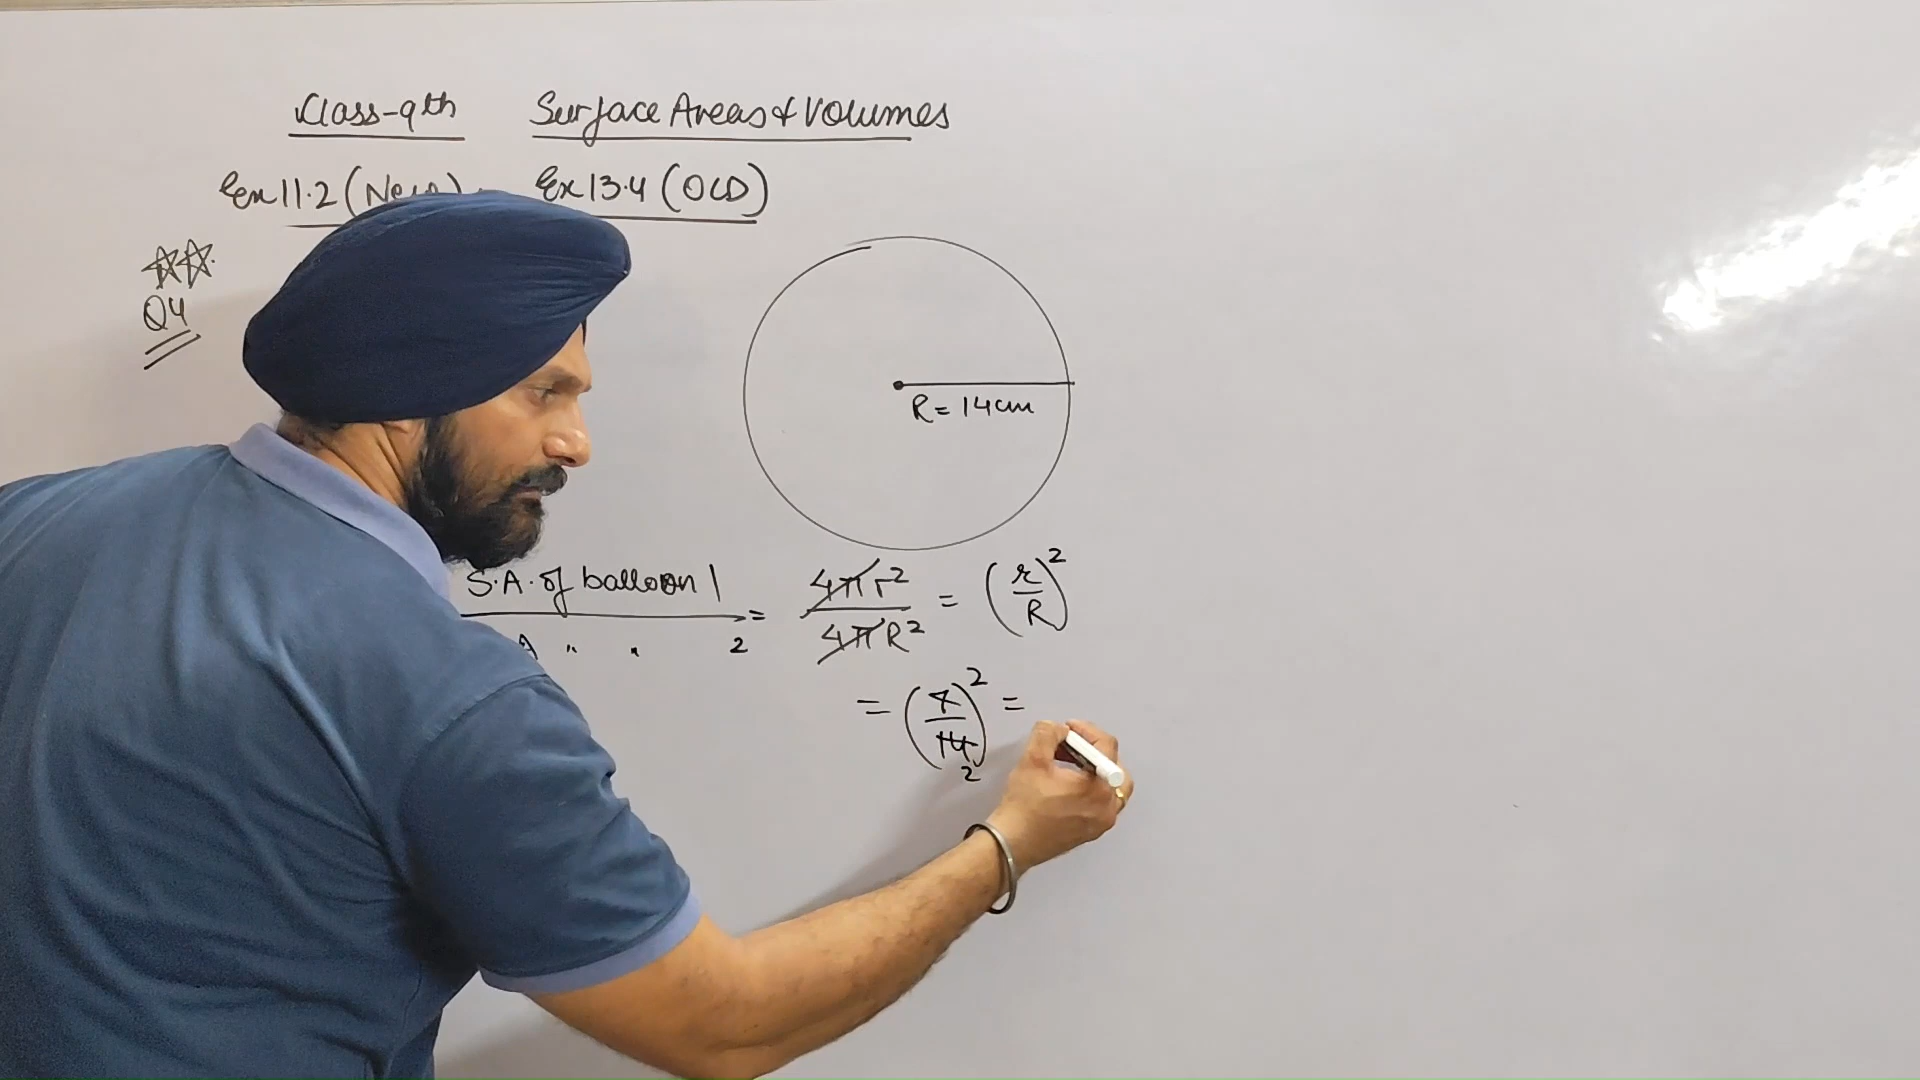 Class-9th Surface Areas & Volumes
Ex 11.2 (New) Ex 13.4 (OLD)
Q4
R = 14cm
S.A. of balloon 1 = 4πr² / 4πR² = (r/R)²
A " " 2
= (7/14)² =
2